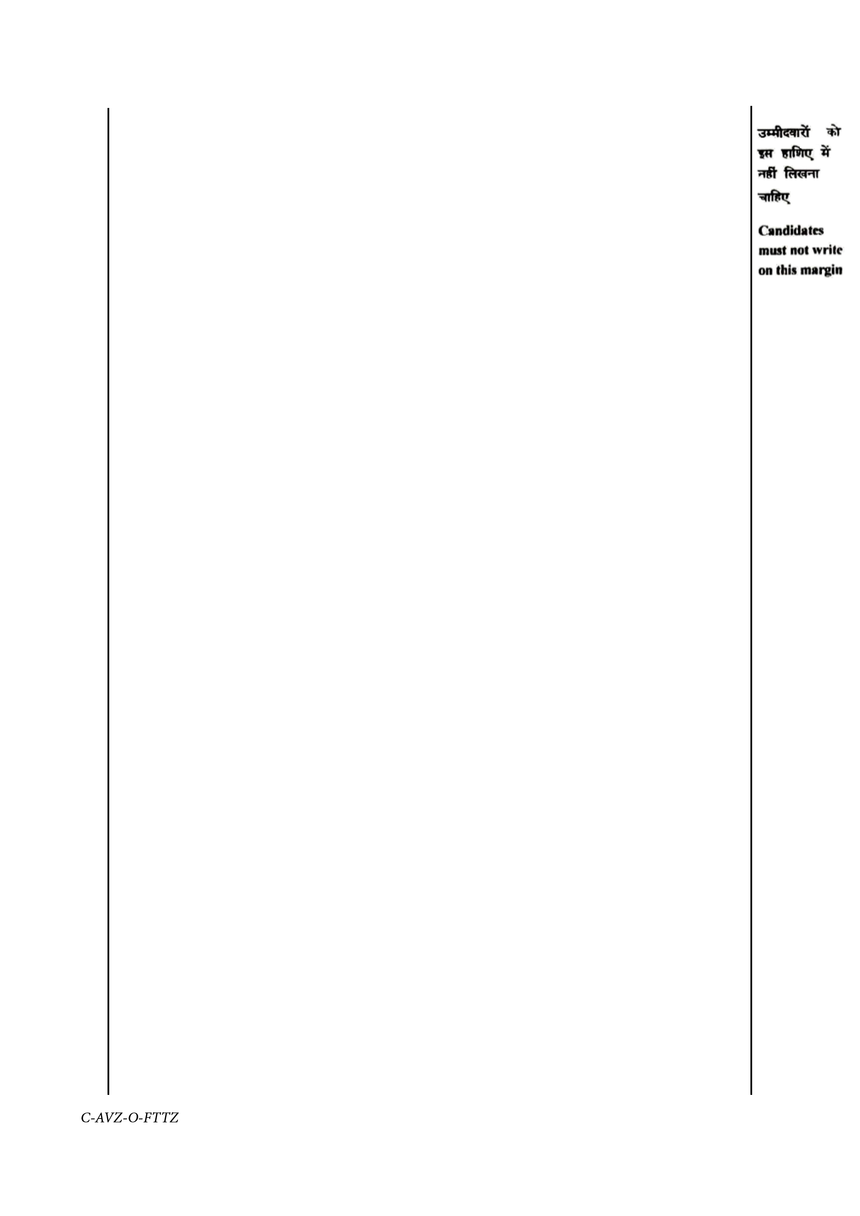 उम्मीदवारों को
इस हाशिए में
नहीं लिखना
चाहिए
Candidates
must not write
on this margin
C-AVZ-O-FTTZ